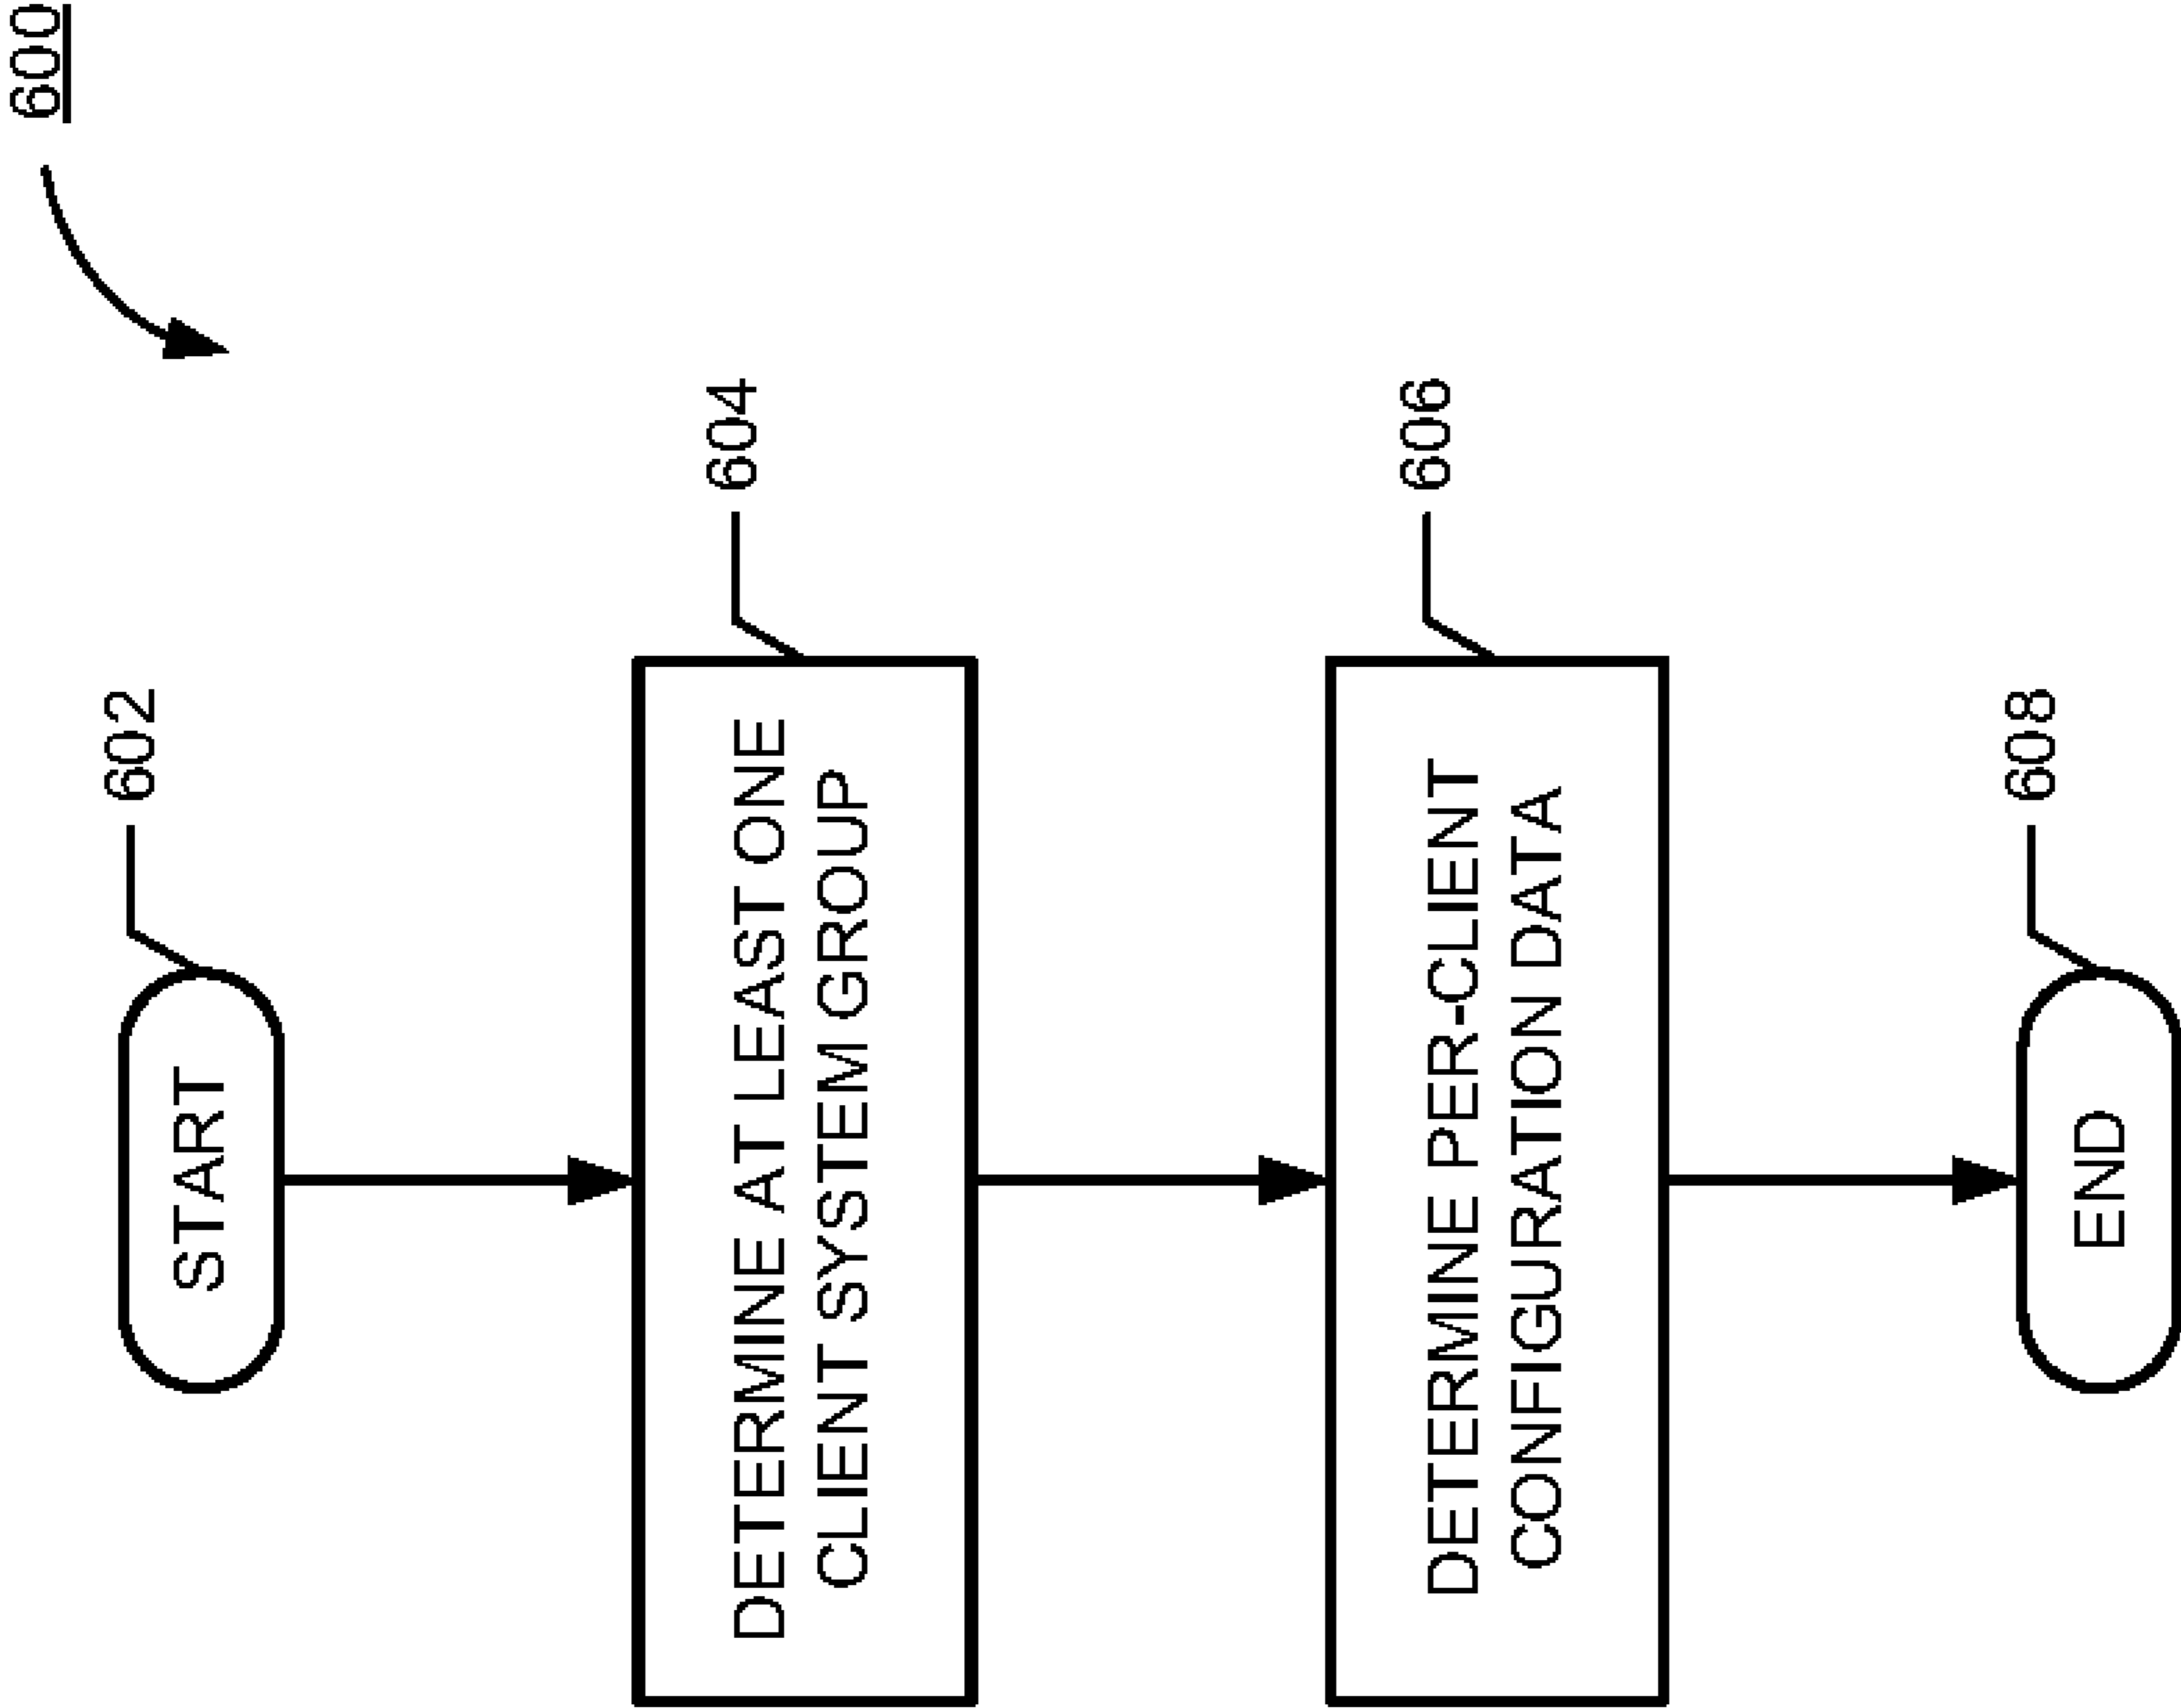 600
602
START
604
DETERMINE AT LEAST ONE
CLIENT SYSTEM GROUP
606
DETERMINE PER-CLIENT
CONFIGURATION DATA
608
END